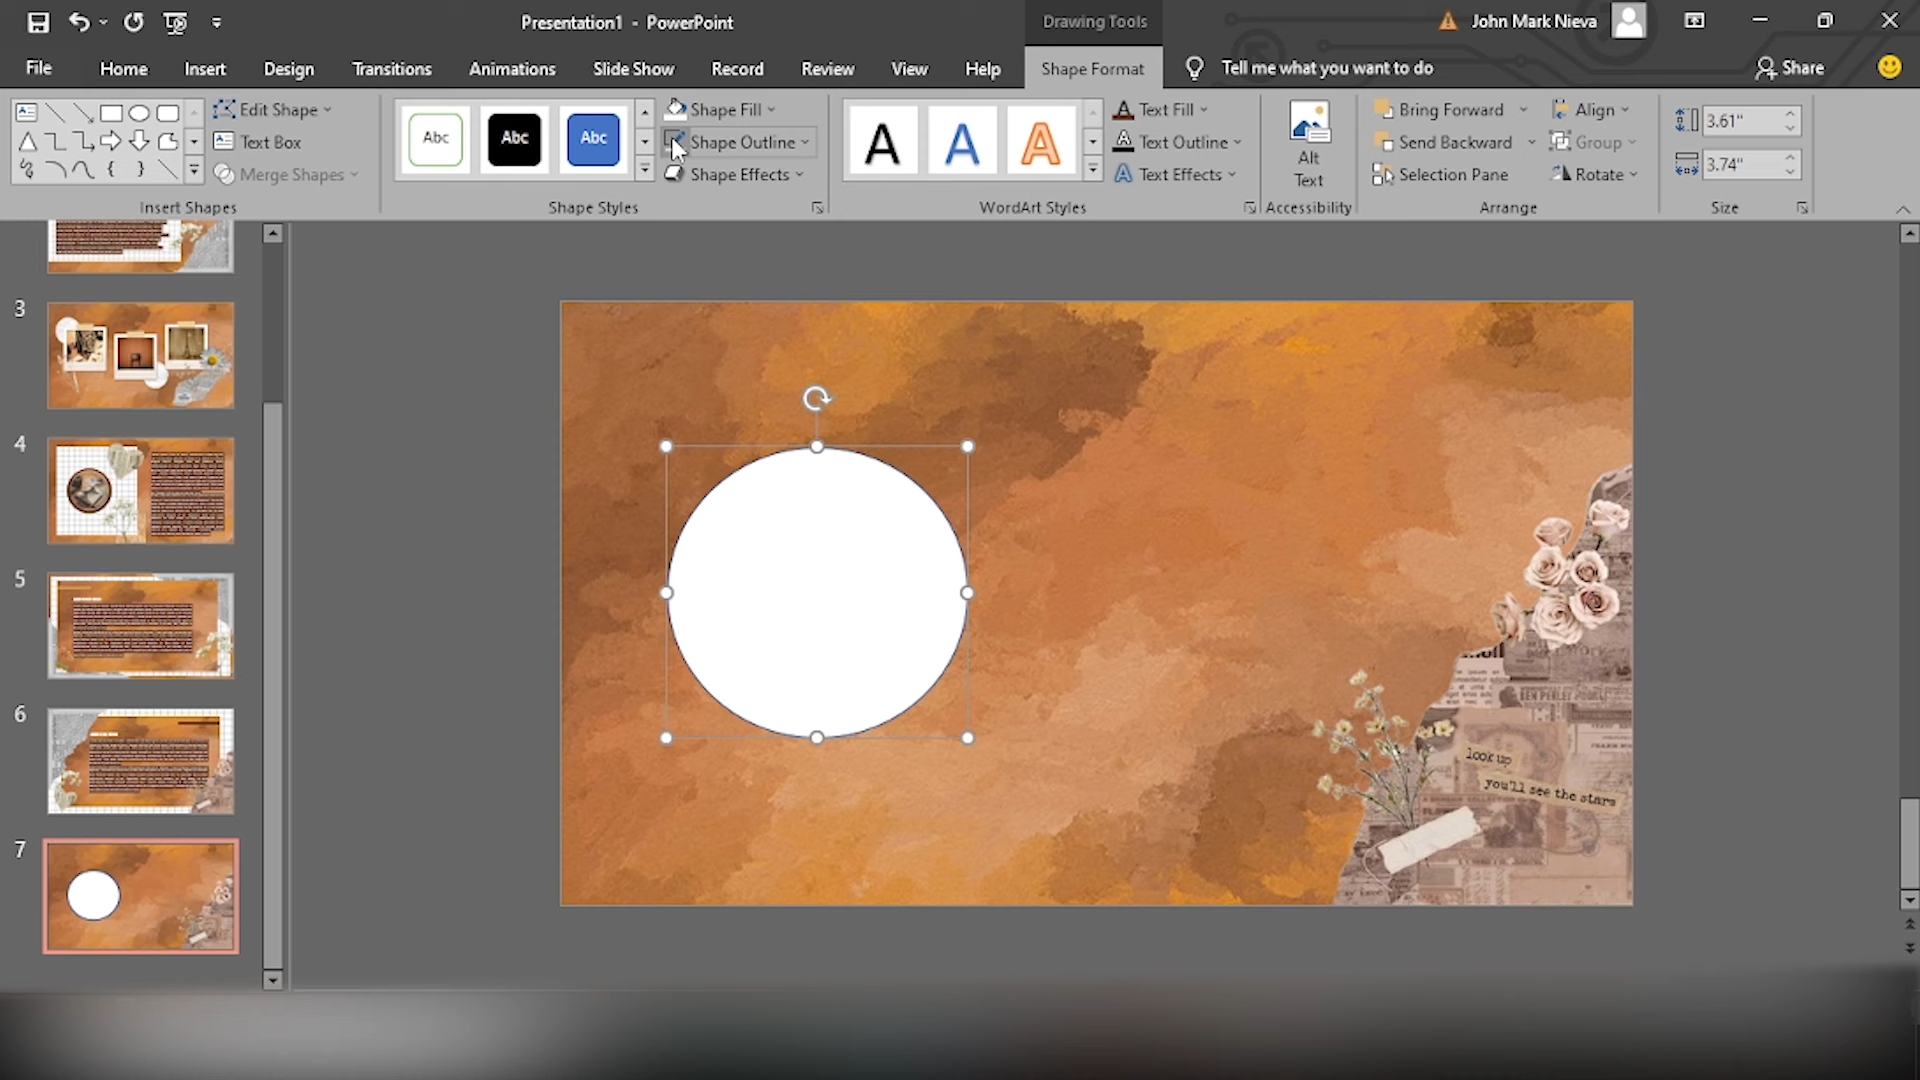 Presentation1 - PowerPoint
Drawing Tools
John Mark Nieva
File
Home
Insert
Design
Transitions
Animations
Slide Show
Record
Review
View
Help
Shape Format
Tell me what you want to do
Share
Edit Shape
Text Box
Merge Shapes
Insert Shapes
Abc
Abc
Abc
Shape Fill
Shape Outline
Shape Effects
Shape Styles
A
A
A
Text Fill
Text Outline
Text Effects
WordArt Styles
Alt
Text
Accessibility
Bring Forward
Send Backward
Selection Pane
Align
Group
Rotate
Arrange
3.61"
3.74"
Size
3
4
5
6
7
look up
you'll see the stars